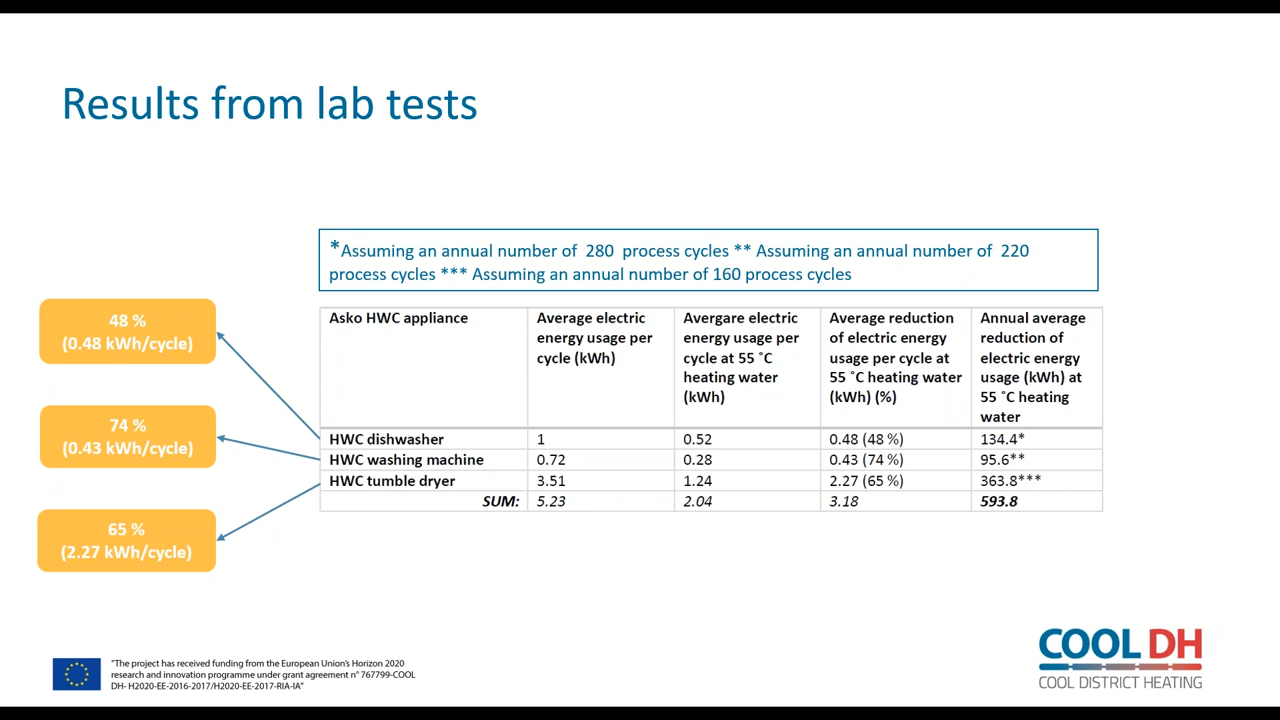 Results from lab tests
*Assuming an annual number of 280 process cycles ** Assuming an annual number of 220
process cycles *** Assuming an annual number of 160 process cycles
48 %
(0.48 kWh/cycle)
74 %
(0.43 kWh/cycle)
65 %
(2.27 kWh/cycle)
Asko HWC appliance
Average electric
energy usage per
cycle (kWh)
Avergare electric
energy usage per
cycle at 55 ˚C
heating water
(kWh)
Average reduction
of electric energy
usage per cycle at
55 ˚C heating water
(kWh) (%)
Annual average
reduction of
electric energy
usage (kWh) at
55 ˚C heating
water
HWC dishwasher 1 0.52 0.48 (48 %) 134.4*
HWC washing machine 0.72 0.28 0.43 (74 %) 95.6**
HWC tumble dryer 3.51 1.24 2.27 (65 %) 363.8***
SUM: 5.23 2.04 3.18 593.8
"The project has received funding from the European Union's Horizon 2020
research and innovation programme under grant agreement n° 767799-COOL
DH- H2020-EE-2016-2017/H2020-EE-2017-RIA-IA"
COOL DH
COOL DISTRICT HEATING